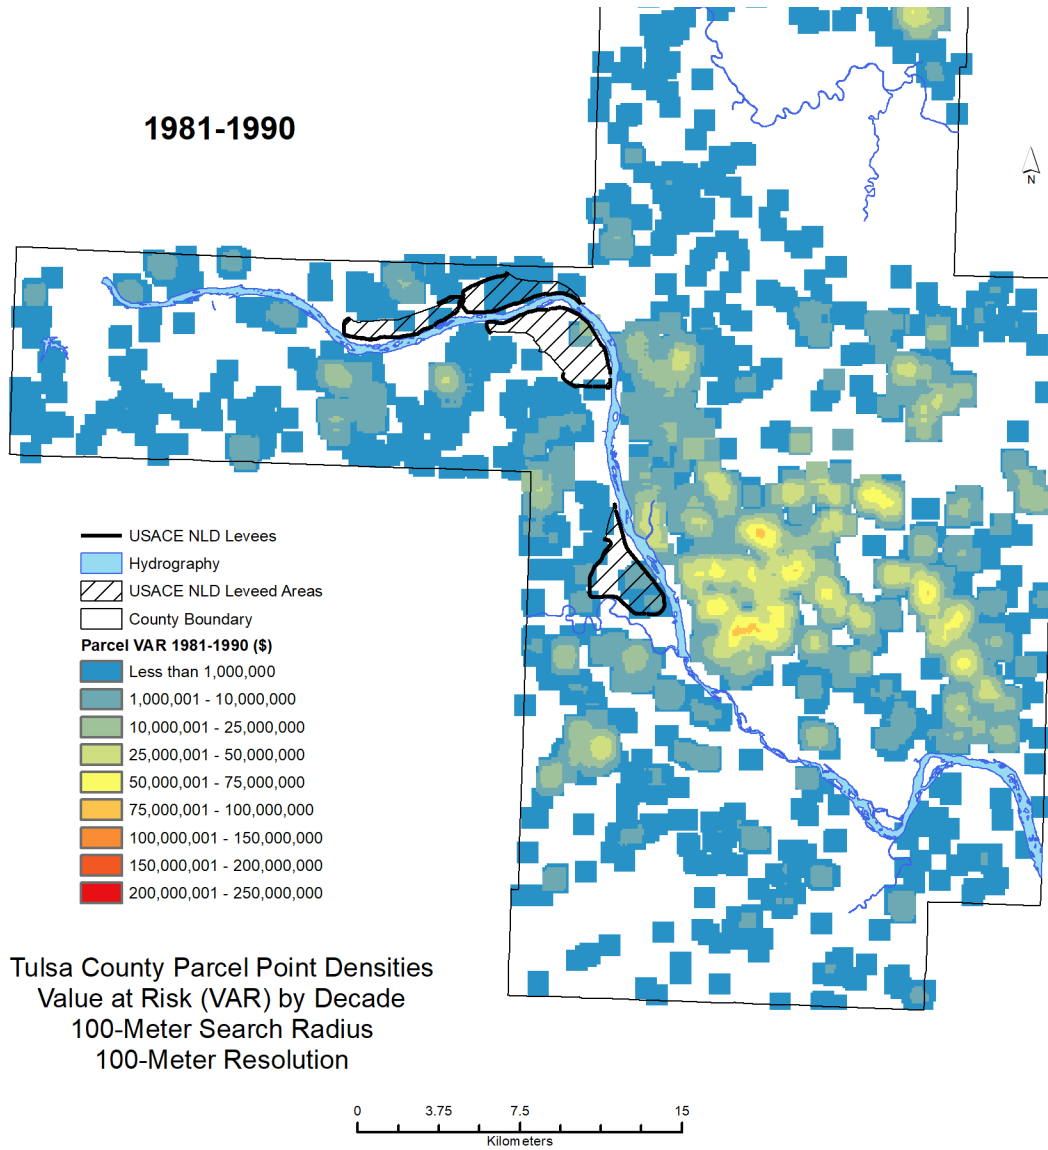 1981-1990
N
USACE NLD Levees
Hydrography
USACE NLD Leveed Areas
County Boundary
Parcel VAR 1981-1990 ($)
Less than 1,000,000
1,000,001 - 10,000,000
10,000,001 - 25,000,000
25,000,001 - 50,000,000
50,000,001 - 75,000,000
75,000,001 - 100,000,000
100,000,001 - 150,000,000
150,000,001 - 200,000,000
200,000,001 - 250,000,000
Tulsa County Parcel Point Densities
Value at Risk (VAR) by Decade
100-Meter Search Radius
100-Meter Resolution
0 3.75 7.5 15
Kilometers